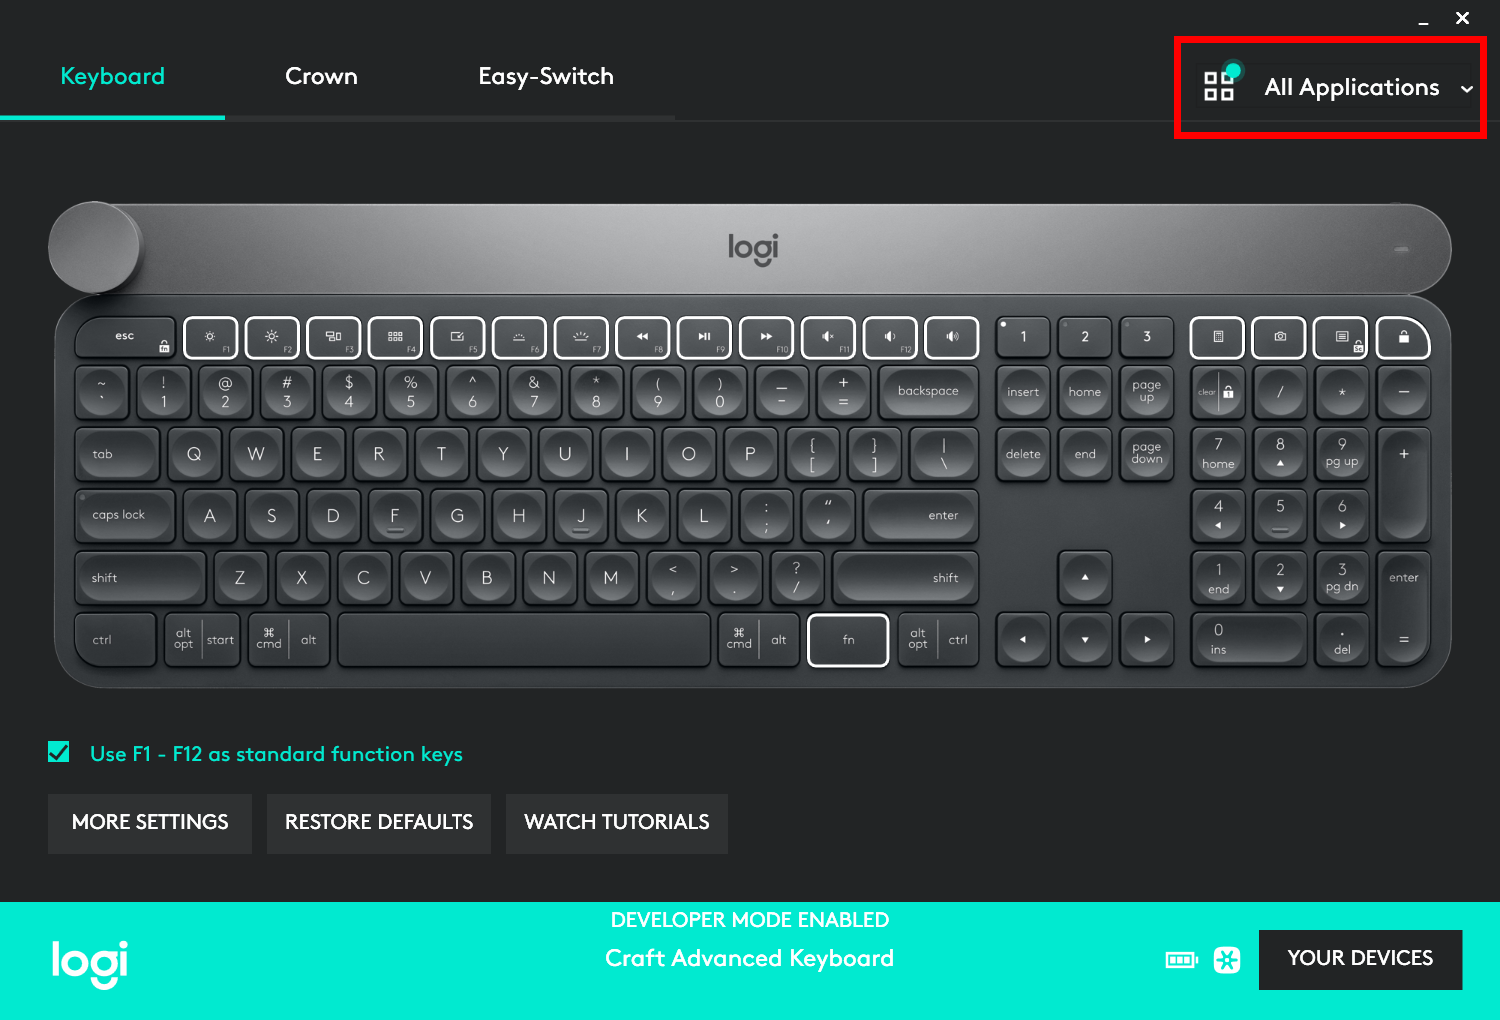 Keyboard Crown Easy-Switch
All Applications
logi
esc fn F1 F2 F3 F4 F5 F6 F7 F8 F9 F10 F11 F12 1 2 3
~ ! @ # $ % ^ & * ( ) _ + backspace insert home page up clear / * -
` 1 2 3 4 5 6 7 8 9 0 - =
tab Q W E R T Y U I O P { [ } ] | \ delete end page down 7 home 8 9 pg up +
caps lock A S D F G H J K L : ; “ ‘ enter 4 5 6
shift Z X C V B N M < , > . ? / shift 1 end 2 3 pg dn enter
ctrl alt opt start ⌘ cmd alt ⌘ cmd alt fn alt opt ctrl 0 ins . del =
Use F1 - F12 as standard function keys
MORE SETTINGS RESTORE DEFAULTS WATCH TUTORIALS
DEVELOPER MODE ENABLED
logi Craft Advanced Keyboard YOUR DEVICES